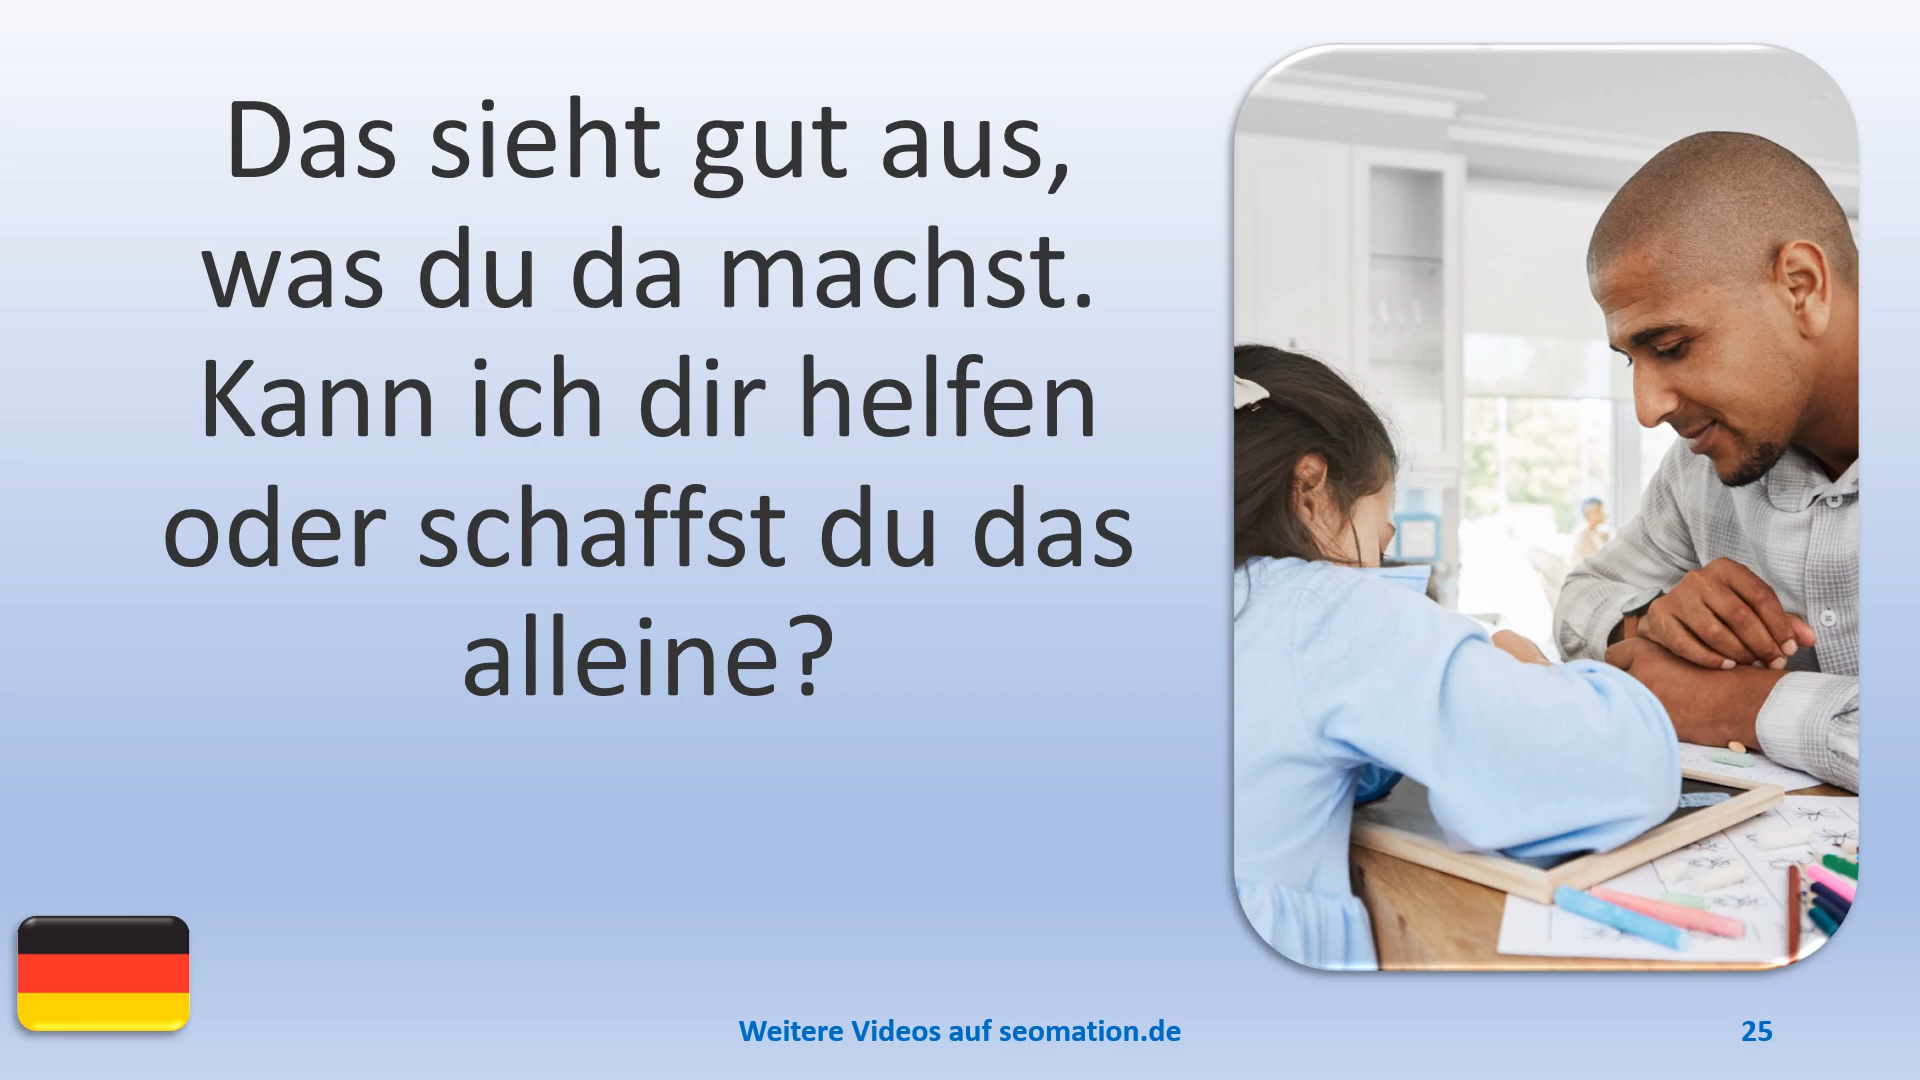 Das sieht gut aus,
was du da machst.
Kann ich dir helfen
oder schaffst du das
alleine?
Weitere Videos auf seomation.de
25